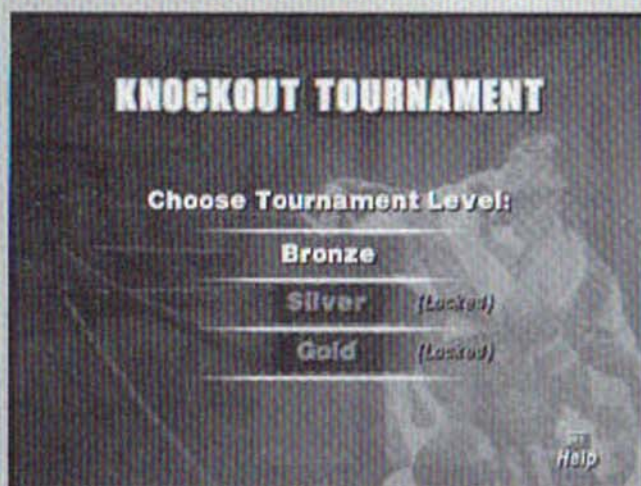 KNOCKOUT TOURNAMENT
Choose Tournament Level:
Bronze
Silver (Locked)
Gold (Locked)
Help